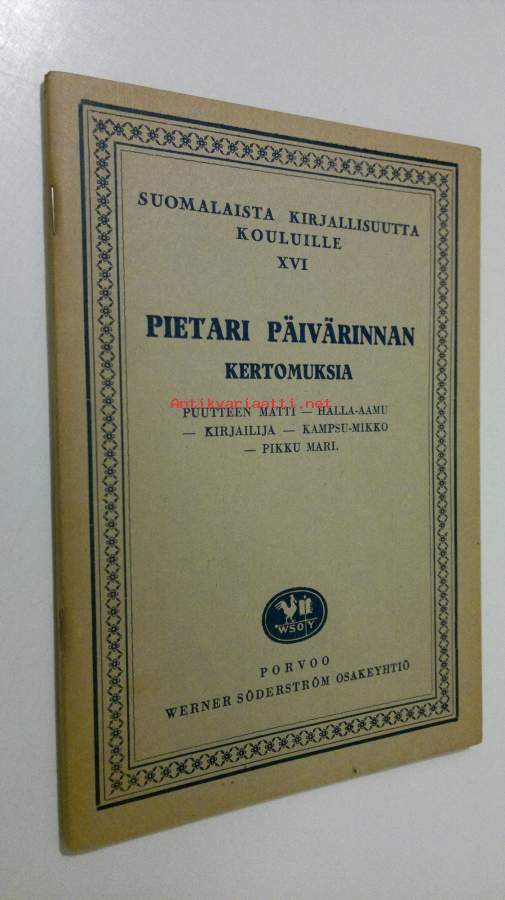 SUOMALAISTA KIRJALLISUUTTA
KOULUILLE
XVI
PIETARI PÄIVÄRINNAN
KERTOMUKSIA
Antikvariaatti.net
PUUTTEEN MATTI — HALLA-AAMU
— KIRJAILIJA — KAMPSU-MIKKO
— PIKKU MARI.
WSOY
PORVOO
WERNER SÖDERSTRÖM OSAKEYHTIÖ